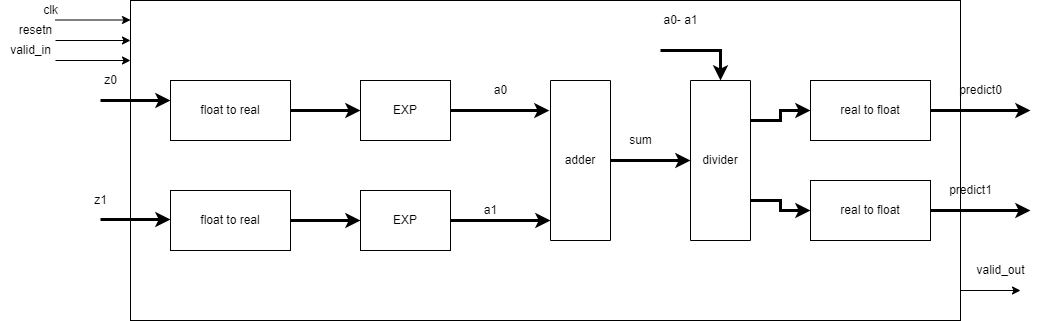 clk
resetn
valid_in
a0- a1
z0
float to real
EXP
a0
adder
sum
divider
real to float
predict0
z1
float to real
EXP
a1
real to float
predict1
valid_out